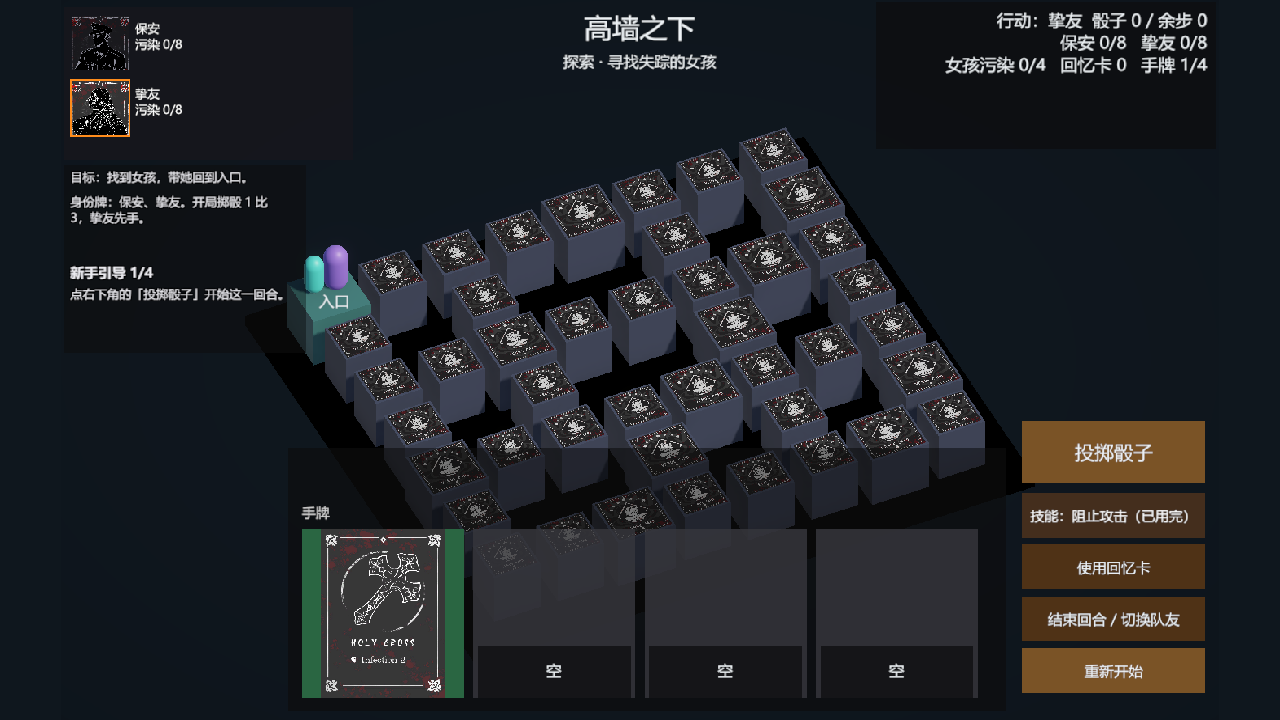 保安
污染 0/8
挚友
污染 0/8
高墙之下
探索 · 寻找失踪的女孩
行动：挚友 骰子 0 / 余步 0
保安 0/8 挚友 0/8
女孩污染 0/4 回忆卡 0 手牌 1/4
目标：找到女孩，带她回到入口。
身份牌：保安、挚友。开局掷骰 1 比
3，挚友先手。
新手引导 1/4
点右下角的「投掷骰子」开始这一回合。
入口
手牌
HOLY CROSS
Infection 2
空
空
空
投掷骰子
技能：阻止攻击（已用完）
使用回忆卡
结束回合 / 切换队友
重新开始